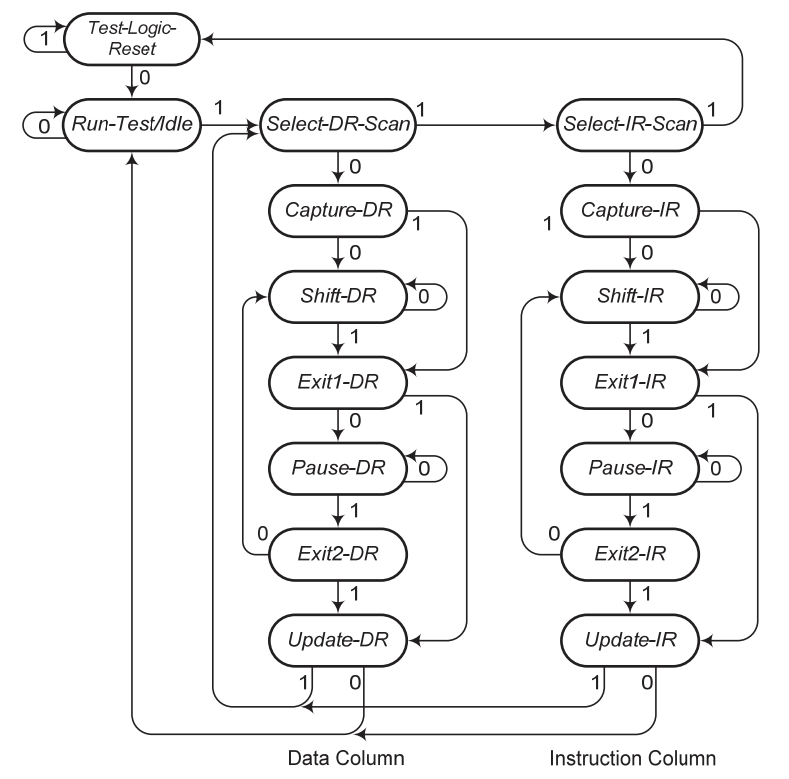 Test-Logic-
Reset
1
0
Run-Test/Idle
0
1
Select-DR-Scan
1
Select-IR-Scan
1
0
0
Capture-DR
1
1
Capture-IR
0
0
Shift-DR
0
Shift-IR
0
1
1
Exit1-DR
1
Exit1-IR
1
0
0
Pause-DR
0
Pause-IR
0
1
1
0
Exit2-DR
0
Exit2-IR
1
1
Update-DR
Update-IR
1
0
1
0
Data Column
Instruction Column